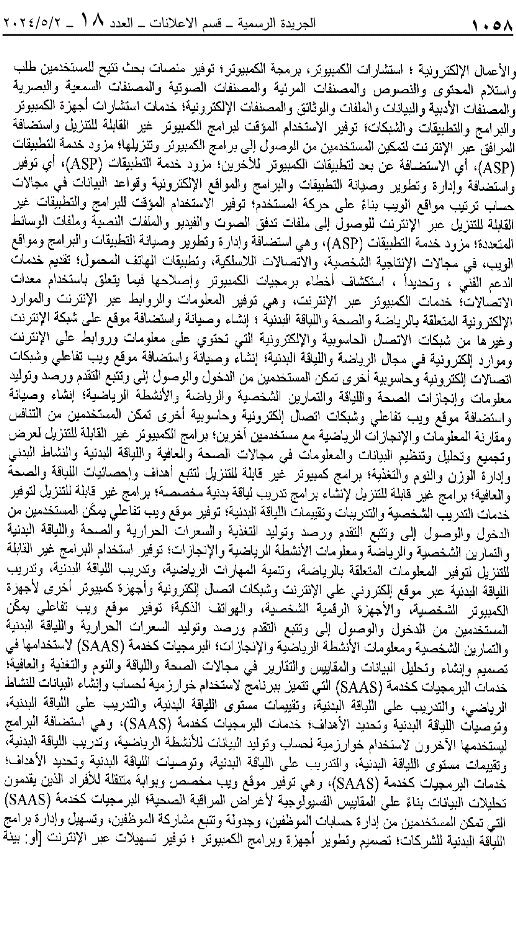 ١٠٥٨
الجريدة الرسمية – قسم الاعلانات – العدد ١٨ – ٢٠٢٤/٥/٢
والأعمال الإلكترونية ؛ استشارات الكمبيوتر، برمجة الكمبيوتر؛ توفير منصات بحث تتيح للمستخدمين طلب
واستلام المحتوى والنصوص والمصنفات المرئية والمصنفات الصوتية والمصنفات السمعية والبصرية
والمصنفات الأدبية والبيانات والملفات والوثائق والمصنفات الإلكترونية؛ خدمات استشارات أجهزة الكمبيوتر
والبرامج والتطبيقات والشبكات؛ توفير الاستخدام المؤقت لبرامج الكمبيوتر غير القابلة للتنزيل واستضافة
المرافق عبر الإنترنت لتمكين المستخدمين من الوصول إلى برامج الكمبيوتر وتنزيلها؛ مزود خدمة التطبيقات
(ASP)، أي الاستضافة عن بعد لتطبيقات الكمبيوتر للآخرين؛ مزود خدمة التطبيقات (ASP)، أي توفير
واستضافة وإدارة وتطوير وصيانة التطبيقات والبرامج والمواقع الإلكترونية وقواعد البيانات في مجالات
حساب ترتيب مواقع الويب بناءً على حركة المستخدم؛ توفير الاستخدام المؤقت للبرامج والتطبيقات غير
القابلة للتنزيل عبر الإنترنت للوصول إلى ملفات تدفق الصوت والفيديو والملفات النصية وملفات الوسائط
المتعددة؛ مزود خدمة التطبيقات (ASP)، وهي استضافة وإدارة وتطوير وصيانة التطبيقات والبرامج ومواقع
الويب، في مجالات الإنتاجية الشخصية، والاتصالات اللاسلكية، وتطبيقات الهاتف المحمول؛ تقديم خدمات
الدعم الفني ، وتحديداً ، استكشاف أخطاء برمجيات الكمبيوتر وإصلاحها فيما يتعلق باستخدام معدات
الاتصالات؛ خدمات الكمبيوتر عبر الإنترنت، وهي توفير المعلومات والروابط عبر الإنترنت والموارد
الإلكترونية المتعلقة بالرياضة والصحة واللياقة البدنية ؛ إنشاء وصيانة واستضافة موقع على شبكة الإنترنت
وغيرها من شبكات الاتصال الحاسوبية والإلكترونية التي تحتوي على معلومات وروابط على الإنترنت
وموارد إلكترونية في مجال الرياضة واللياقة البدنية؛ إنشاء وصيانة واستضافة موقع ويب تفاعلي وشبكات
اتصالات إلكترونية وحاسوبية أخرى تمكن المستخدمين من الدخول والوصول إلى وتتبع التقدم ورصد وتوليد
معلومات وإنجازات الصحة واللياقة والتمارين الشخصية والرياضة والأنشطة الرياضية؛ إنشاء وصيانة
واستضافة موقع ويب تفاعلي وشبكات اتصال إلكترونية وحاسوبية أخرى تمكن المستخدمين من التنافس
ومقارنة المعلومات والإنجازات الرياضية مع مستخدمين آخرين؛ برامج الكمبيوتر غير القابلة للتنزيل لعرض
وتجميع وتحليل وتنظيم البيانات والمعلومات في مجالات الصحة والعافية واللياقة البدنية والنشاط البدني
وإدارة الوزن والنوم والتغذية؛ برامج كمبيوتر غير قابلة للتنزيل لتتبع أهداف وإحصائيات اللياقة والصحة
والعافية؛ برامج غير قابلة للتنزيل لإنشاء برامج تدريب لياقة بدنية مخصصة؛ برامج غير قابلة للتنزيل لتوفير
خدمات التدريب الشخصية والتدريبات وتقييمات اللياقة البدنية؛ توفير موقع ويب تفاعلي يمكّن المستخدمين من
الدخول والوصول إلى وتتبع التقدم ورصد وتوليد التغذية والسعرات الحرارية والصحة واللياقة البدنية
والتمارين الشخصية والرياضة ومعلومات الأنشطة الرياضية والإنجازات؛ توفير استخدام البرامج غير القابلة
للتنزيل لتوفير المعلومات المتعلقة بالرياضة، وتنمية المهارات الرياضية، وتدريب اللياقة البدنية، وتدريب
اللياقة البدنية عبر موقع إلكتروني على الإنترنت وشبكات اتصال إلكترونية وأجهزة كمبيوتر أخرى لأجهزة
الكمبيوتر الشخصية، والأجهزة الرقمية الشخصية، والهواتف الذكية؛ توفير موقع ويب تفاعلي يمكن
المستخدمين من الدخول والوصول إلى وتتبع التقدم ورصد وتوليد السعرات الحرارية واللياقة البدنية
والتمارين الشخصية ومعلومات الأنشطة الرياضية والإنجازات؛ البرمجيات كخدمة (SAAS) لاستخدامها في
تصميم وإنشاء وتحليل البيانات والمقاييس والتقارير في مجالات الصحة واللياقة والنوم والتغذية والعافية؛
خدمات البرمجيات كخدمة (SAAS) التي تتميز ببرنامج لاستخدام خوارزمية لحساب وإنشاء البيانات للنشاط
الرياضي، والتدريب على اللياقة البدنية، وتقييمات مستوى اللياقة البدنية، والتدريب على اللياقة البدنية،
وتوصيات اللياقة البدنية وتحديد الأهداف؛ خدمات البرمجيات كخدمة (SAAS)، وهي استضافة البرامج
ليستخدمها الآخرون لاستخدام خوارزمية لحساب وتوليد البيانات للأنشطة الرياضية، وتدريب اللياقة البدنية،
وتقييمات مستوى اللياقة البدنية، والتدريب على اللياقة البدنية، وتوصيات اللياقة البدنية وتحديد الأهداف؛
خدمات البرمجيات كخدمة (SAAS)، وهي توفير موقع ويب مخصص وبوابة متنقلة للأفراد الذين يقدمون
تحليلات البيانات بناءً على المقاييس الفسيولوجية لأغراض المراقبة الصحية؛ البرمجيات كخدمة (SAAS)
التي تمكن المستخدمين من إدارة حسابات الموظفين، وجدولة وتتبع مشاركة الموظفين، وتسهيل وإدارة برامج
اللياقة البدنية للشركات؛ تصميم وتطوير أجهزة وبرامج الكمبيوتر ؛ توفير تسهيلات عبر الإنترنت [أو: بيئة